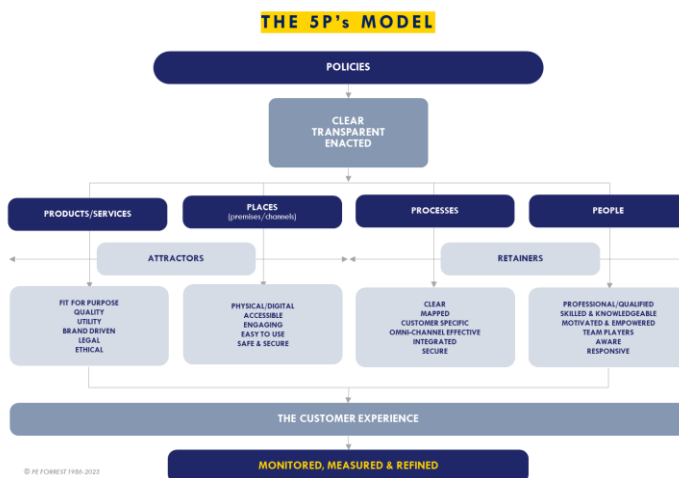 THE 5P's MODEL
POLICIES
CLEAR
TRANSPARENT
ENACTED
PRODUCTS/SERVICES
PLACES
(premises/channels)
PROCESSES
PEOPLE
ATTRACTORS
RETAINERS
FIT FOR PURPOSE
QUALITY
UTILITY
BRAND DRIVEN
LEGAL
ETHICAL
PHYSICAL/DIGITAL
ACCESSIBLE
ENGAGING
EASY TO USE
SAFE & SECURE
CLEAR
MAPPED
CUSTOMER SPECIFIC
OMNI-CHANNEL EFFECTIVE
INTEGRATED
SECURE
PROFESSIONAL/QUALIFIED
SKILLED & KNOWLEDGEABLE
MOTIVATED & EMPOWERED
TEAM PLAYERS
AWARE
RESPONSIVE
THE CUSTOMER EXPERIENCE
MONITORED, MEASURED & REFINED
© PE FORREST 1986-2023